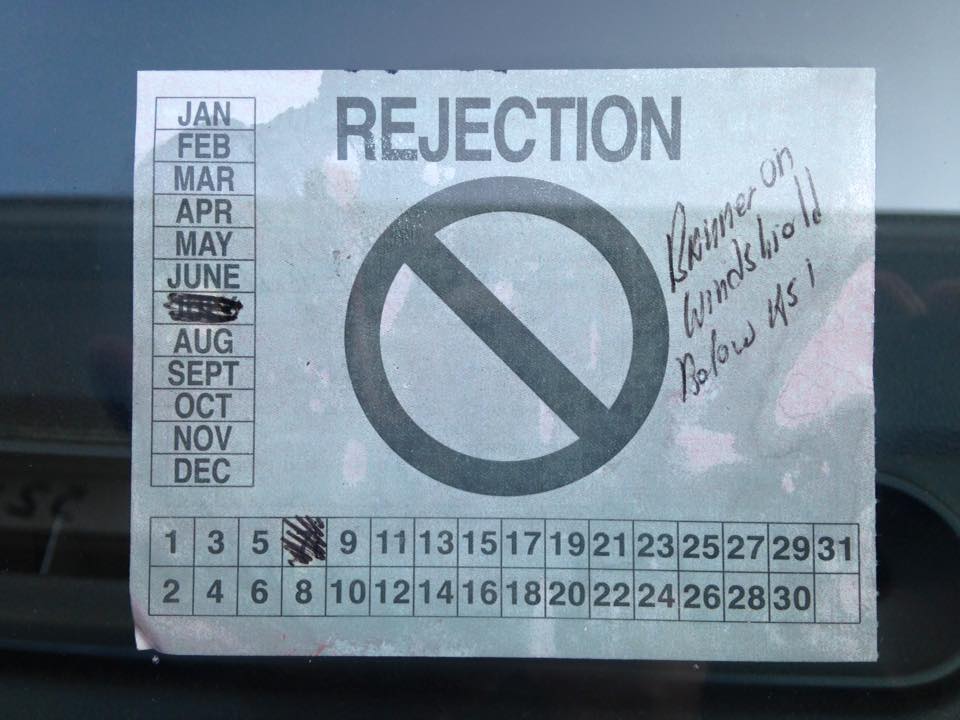 REJECTION
JAN
FEB
MAR
APR
MAY
JUNE
AUG
SEPT
OCT
NOV
DEC
Banner on
Windshield
Below AS1
1 3 5 9 11 13 15 17 19 21 23 25 27 29 31
2 4 6 8 10 12 14 16 18 20 22 24 26 28 30